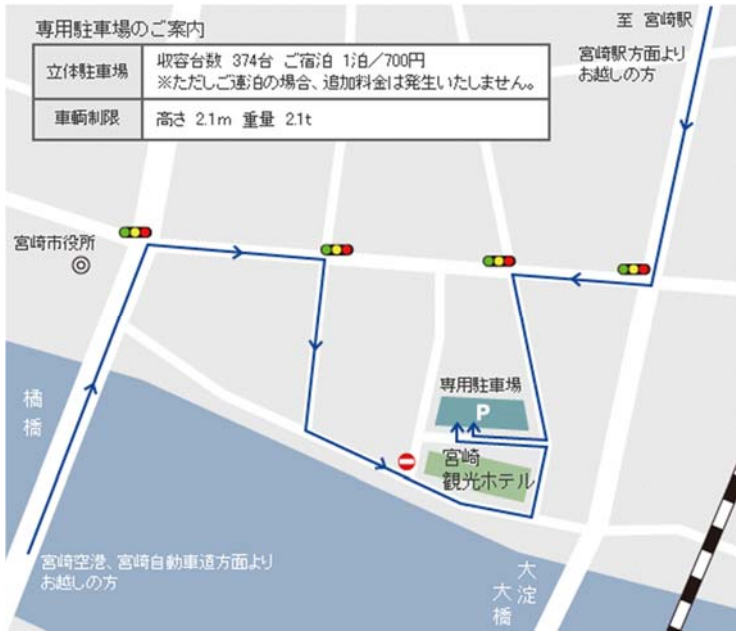 専用駐車場のご案内
立体駐車場
収容台数 374台 ご宿泊 1泊/700円
※ただしご連泊の場合、追加料金は発生いたしません。
車輌制限
高さ 2.1m 重量 2.1t
至 宮崎駅
宮崎駅方面より
お越しの方
宮崎市役所
専用駐車場
P
宮崎
観光ホテル
橘橋
宮崎空港、宮崎自動車道方面より
お越しの方
大淀
大橋